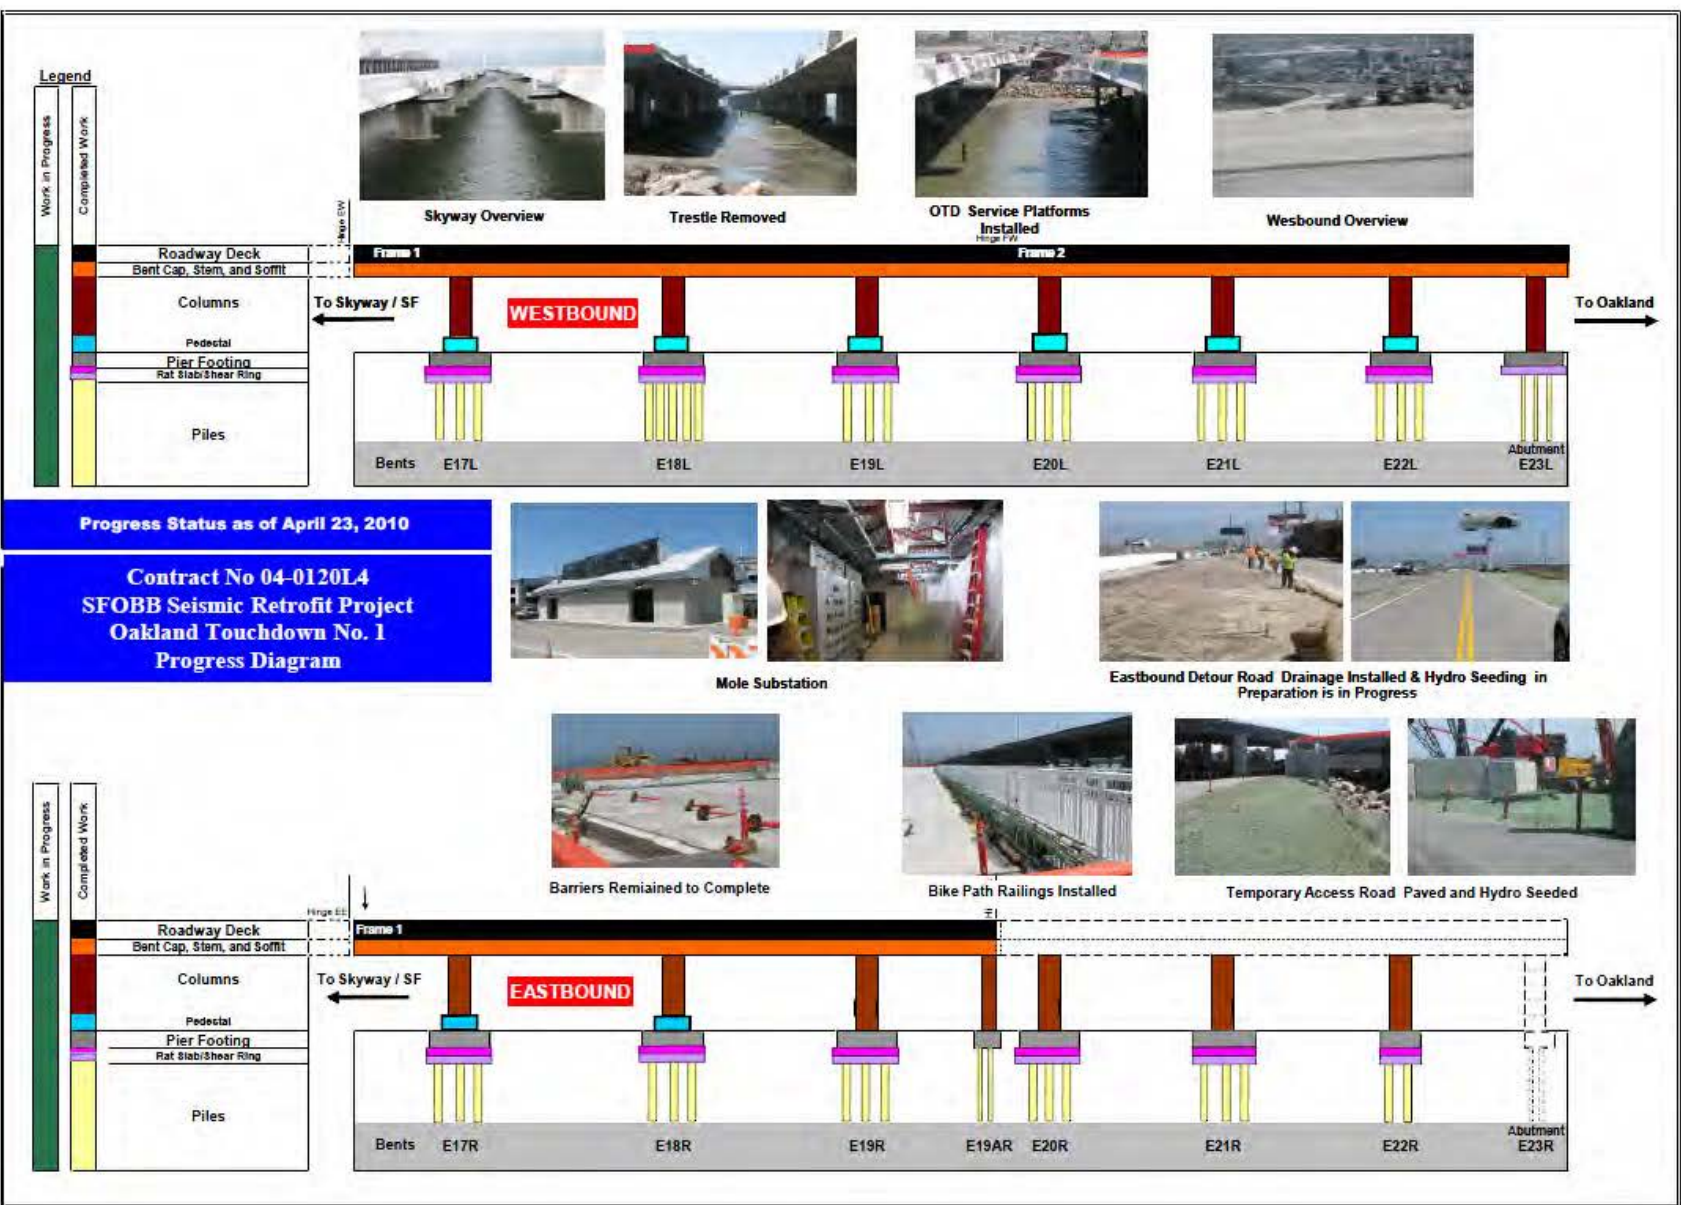 Legend
Work in Progress
Completed Work
Skyway Overview
Trestle Removed
OTD Service Platforms
Installed
Wesbound Overview
Hinge EW
Hinge FW
Roadway Deck
Frame 1
Frame 2
Bent Cap, Stem, and Soffit
Columns
To Skyway / SF
WESTBOUND
To Oakland
Pedestal
Pier Footing
Rat Slab/Shear Ring
Piles
Abutment
Bents E17L E18L E19L E20L E21L E22L E23L
Progress Status as of April 23, 2010
Contract No 04-0120L4
SFOBB Seismic Retrofit Project
Oakland Touchdown No. 1
Progress Diagram
Mole Substation
Eastbound Detour Road Drainage Installed & Hydro Seeding in
Preparation is in Progress
Work in Progress
Completed Work
Barriers Remiained to Complete
Bike Path Railings Installed
Temporary Access Road Paved and Hydro Seeded
Hinge EE
Roadway Deck
Frame 1
Bent Cap, Stem, and Soffit
Columns
To Skyway / SF
EASTBOUND
To Oakland
Pedestal
Pier Footing
Rat Slab/Shear Ring
Piles
Abutment
Bents E17R E18R E19R E19AR E20R E21R E22R E23R